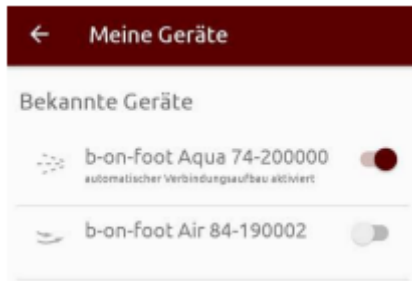 Meine Geräte
Bekannte Geräte
b-on-foot Aqua 74-200000
automatischer Verbindungsaufbau aktiviert
b-on-foot Air 84-190002